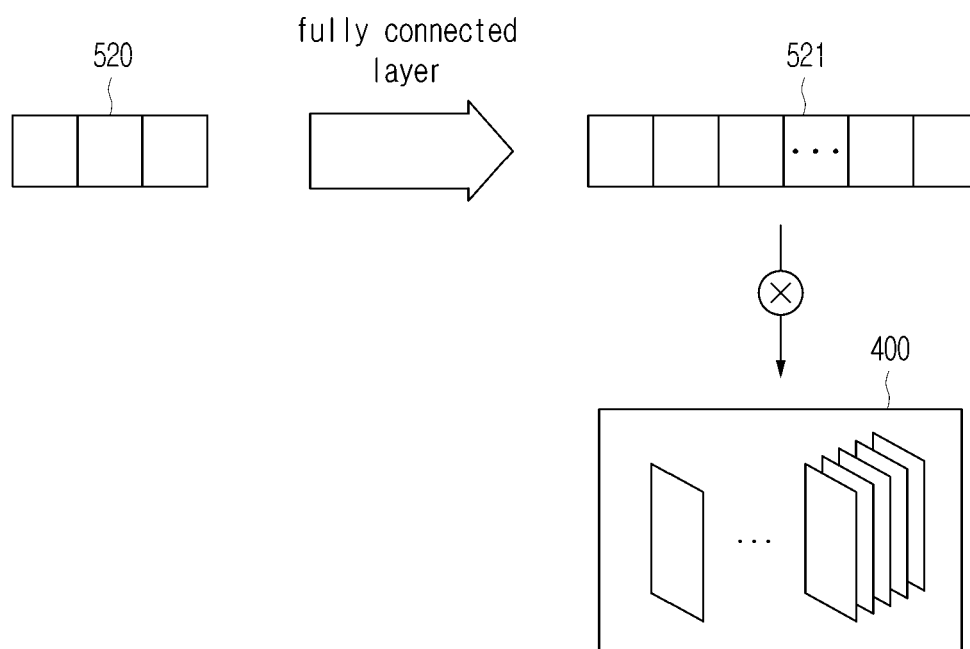 fully connected
layer
520
521
. . .
400
. . .